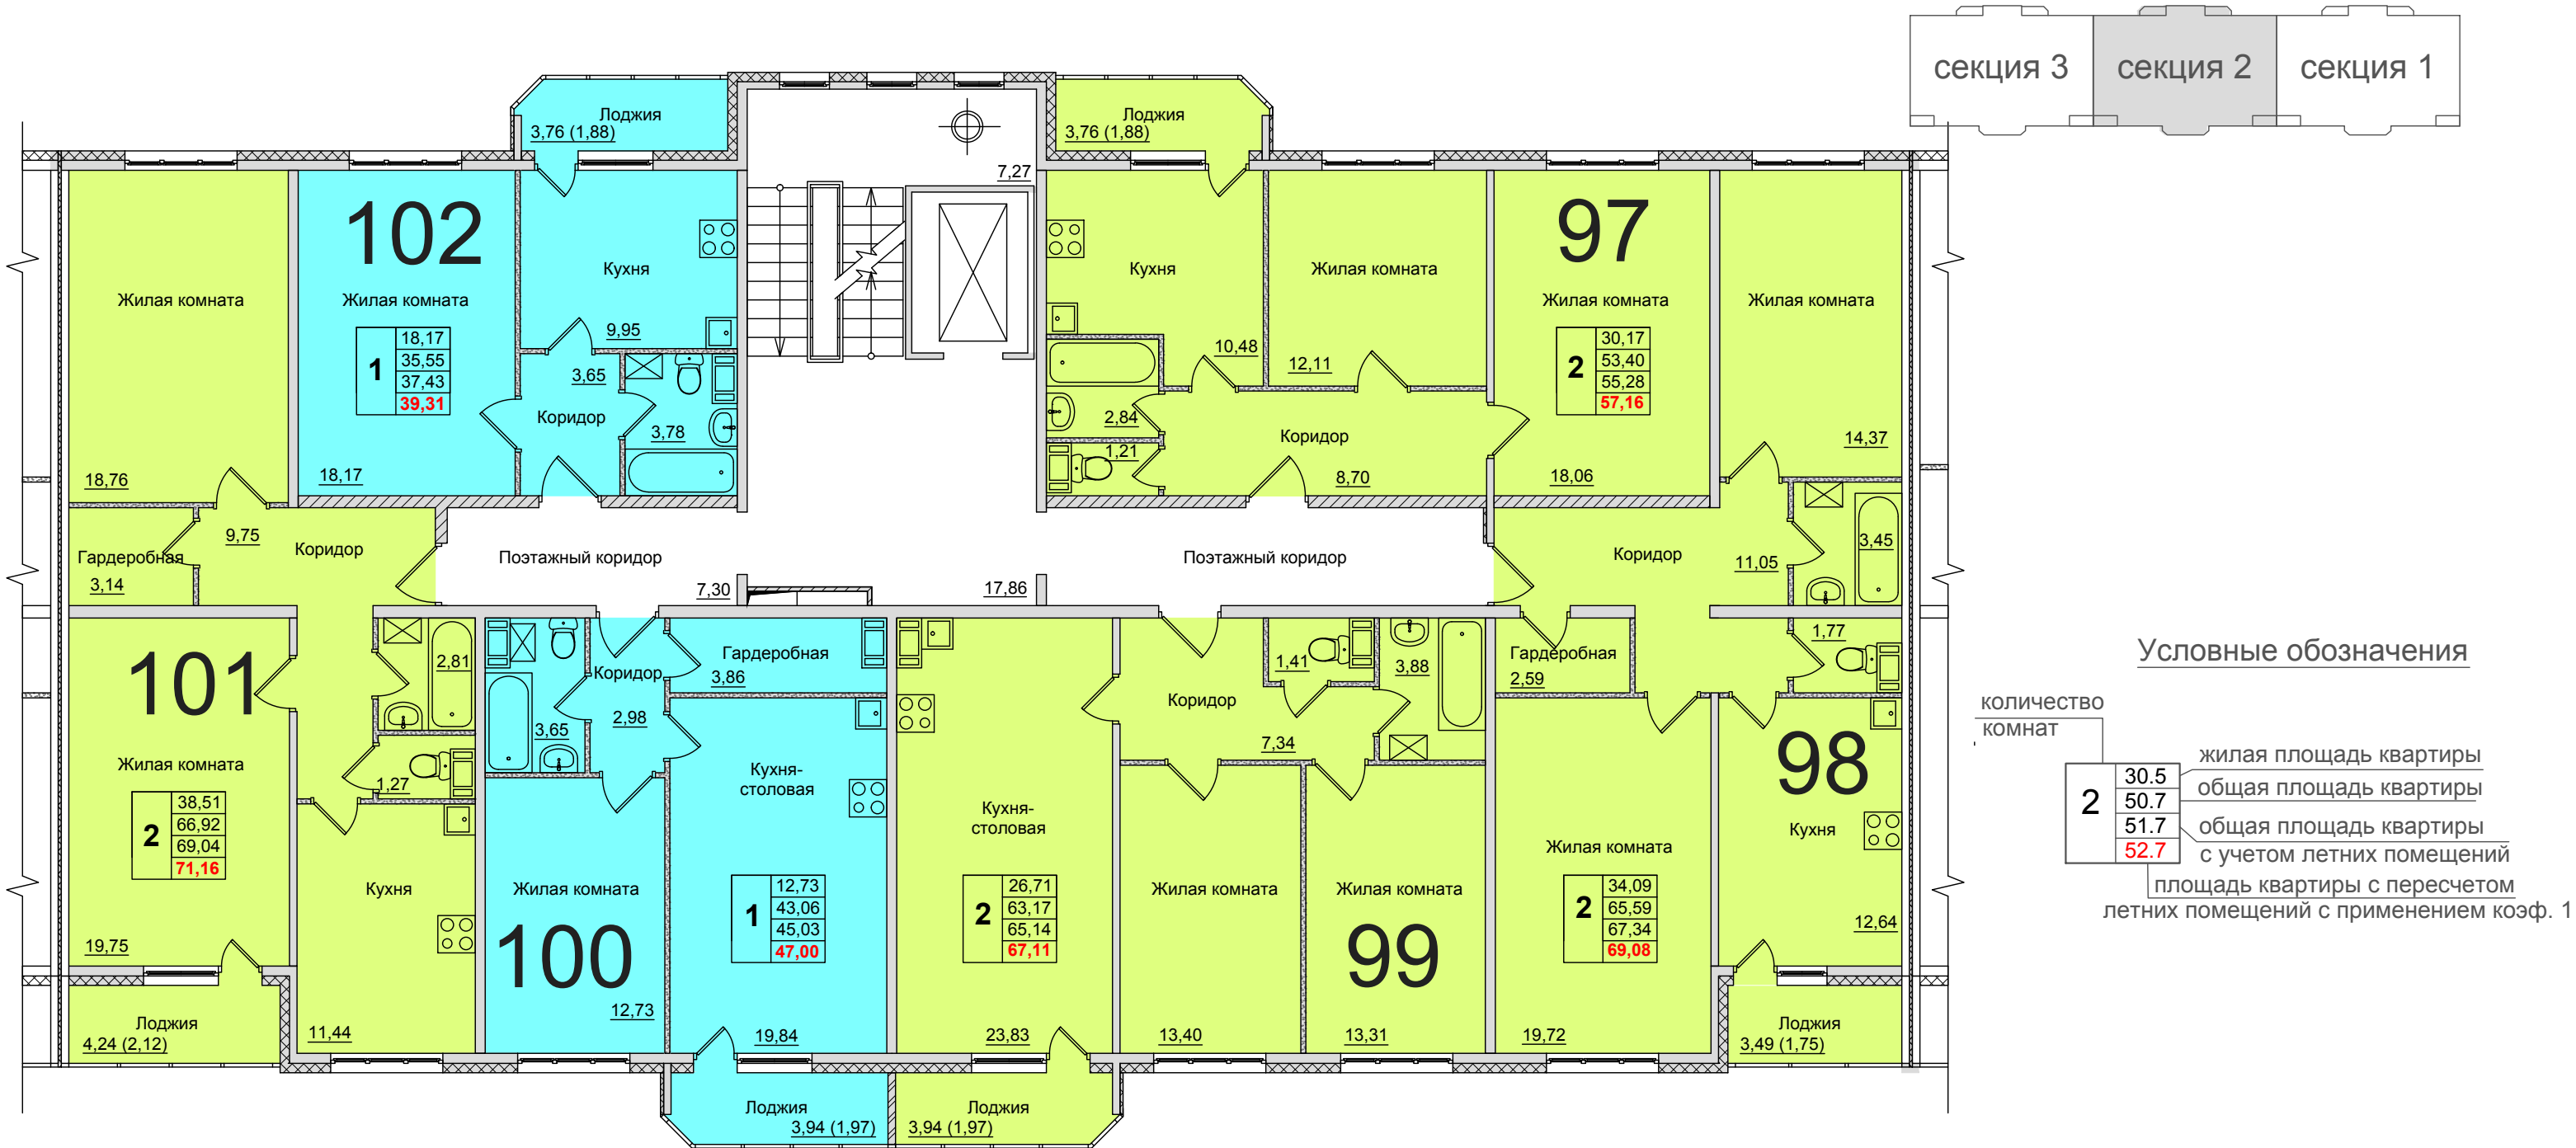 секция 3
секция 2
секция 1
Лоджия
3,76 (1,88)
Лоджия
3,76 (1,88)
7,27
102
97
Жилая комната
18,76
Жилая комната
1
18,17
35,55
37,43
39,31
18,17
Кухня
9,95
3,65
Коридор
3,78
Кухня
10,48
Жилая комната
12,11
Жилая комната
2
30,17
53,40
55,28
57,16
18,06
Жилая комната
14,37
2,84
1,21
Коридор
8,70
Гардеробная
3,14
9,75
Коридор
Поэтажный коридор
7,30
Поэтажный коридор
17,86
Коридор
11,05
3,45
101
Жилая комната
2
38,51
66,92
69,04
71,16
19,75
2,81
1,27
Кухня
11,44
Лоджия
4,24 (2,12)
Коридор
2,98
3,65
Гардеробная
3,86
Жилая комната
100
12,73
Кухня-
столовая
1
12,73
43,06
45,03
47,00
19,84
Лоджия
3,94 (1,97)
Кухня-
столовая
2
26,71
63,17
65,14
67,11
23,83
Лоджия
3,94 (1,97)
1,41
3,88
Коридор
7,34
Жилая комната
13,40
Жилая комната
99
13,31
Гардеробная
2,59
1,77
Жилая комната
2
34,09
65,59
67,34
69,08
19,72
98
Кухня
12,64
Лоджия
3,49 (1,75)
Условные обозначения
количество
комнат
2
30.5
50.7
51.7
52.7
жилая площадь квартиры
общая площадь квартиры
общая площадь квартиры
с учетом летних помещений
площадь квартиры с пересчетом
летних помещений с применением коэф. 1